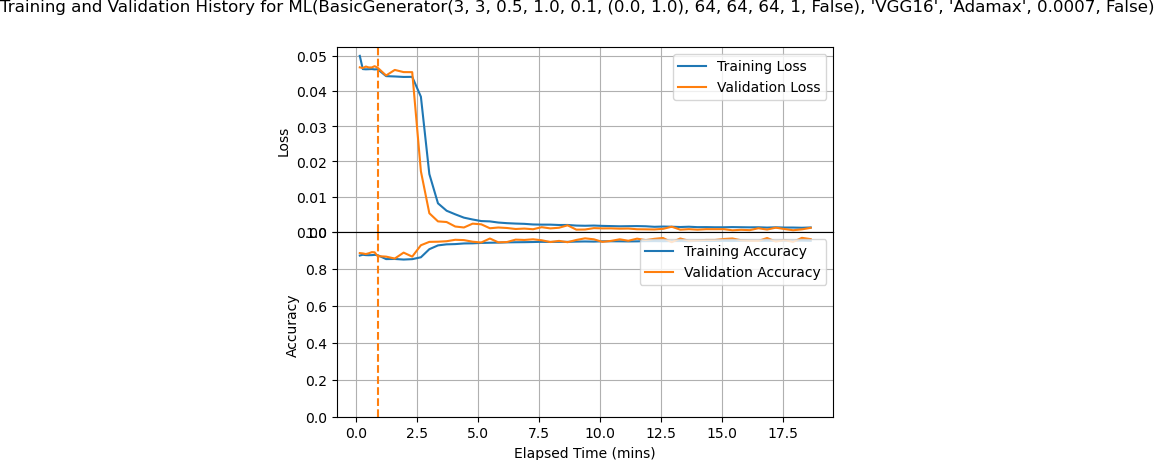 Training and Validation History for ML(BasicGenerator(3, 3, 0.5, 1.0, 0.1, (0.0, 1.0), 64, 64, 64, 1, False), 'VGG16', 'Adamax', 0.0007, False)
0.05
Training Loss
Validation Loss
0.04
Loss
0.03
0.02
0.01
Training Accuracy
Validation Accuracy
0.8
Accuracy
0.6
0.4
0.2
0.0
0.0 2.5 5.0 7.5 10.0 12.5 15.0 17.5
Elapsed Time (mins)